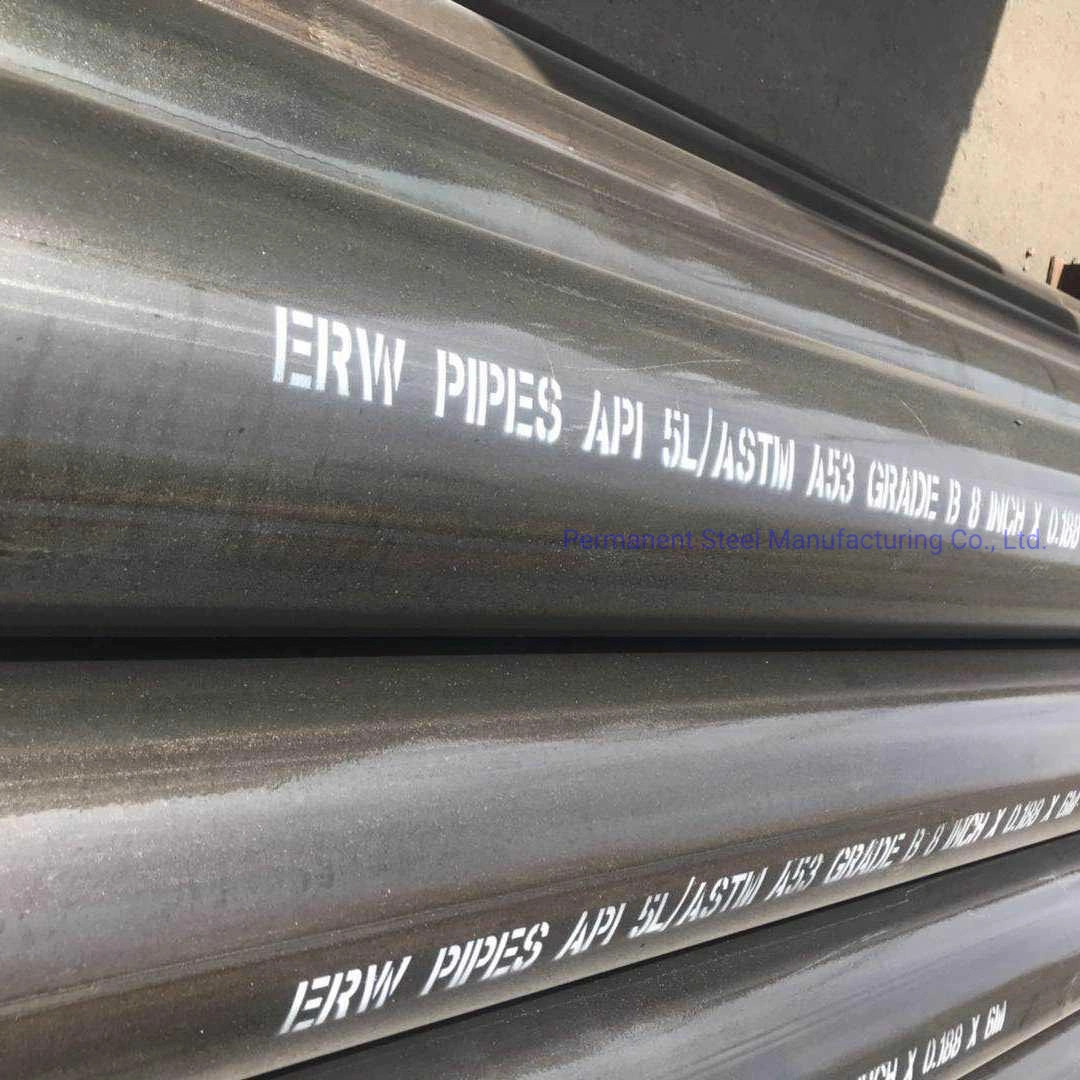 ERW PIPES API 5L/ASTM A53 GRADE B 8 INCH X 0.188
Permanent Steel Manufacturing Co., Ltd.
ERW PIPES API 5L/ASTM A53 GRADE B 8 INCH X 0.188 X 6M
INCH X 0.188 X 6M